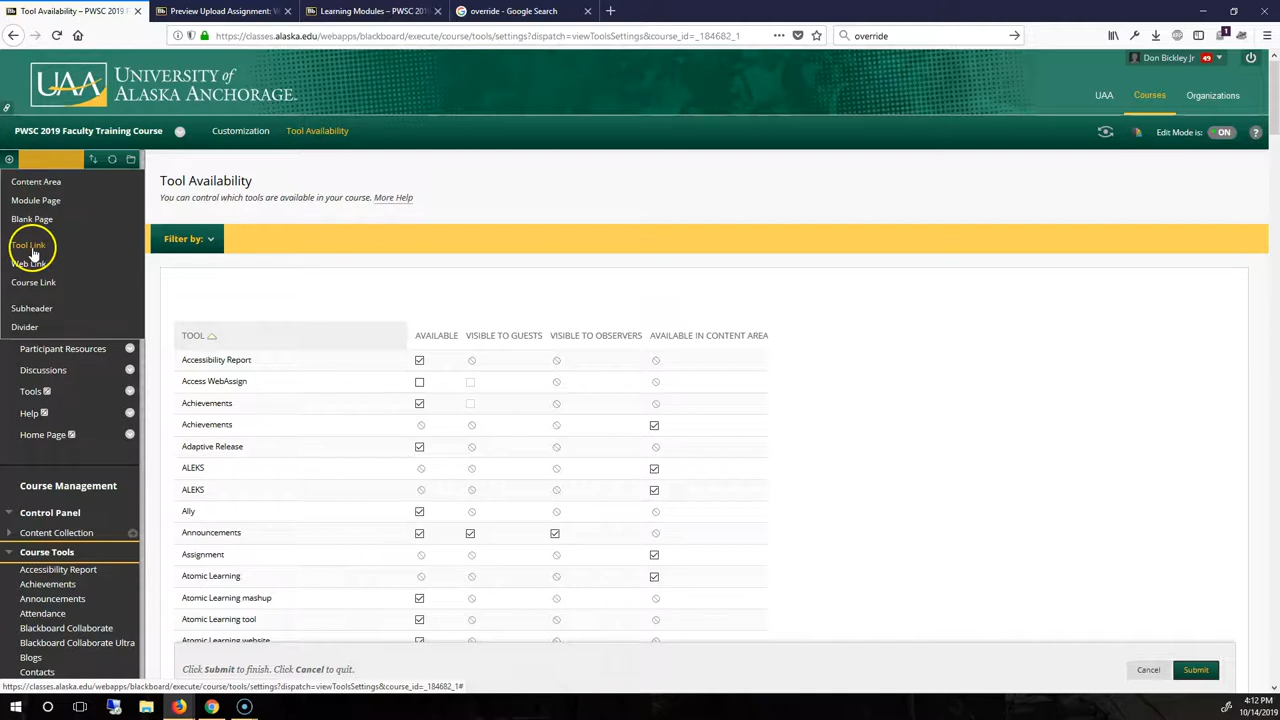 Tool Availability – PWSC 2019 F
Preview Upload Assignment: W
Learning Modules – PWSC 20
override - Google Search
https://classes.alaska.edu/webapps/blackboard/execute/course/tools/settings?dispatch=viewToolsSettings&course_id=_184682_1
override
UAA
UNIVERSITY of
ALASKA ANCHORAGE.
Don Bickley Jr 49
UAA
Courses
Organizations
PWSC 2019 Faculty Training Course
Customization
Tool Availability
Edit Mode is: ON
Content Area
Module Page
Blank Page
Tool Link
Web Link
Course Link
Subheader
Divider
Participant Resources
Discussions
Tools
Help
Home Page
Course Management
Control Panel
Content Collection
Course Tools
Accessibility Report
Achievements
Announcements
Attendance
Blackboard Collaborate
Blackboard Collaborate Ultra
Blogs
Contacts
Tool Availability
You can control which tools are available in your course. More Help
Filter by:
TOOL AVAILABLE VISIBLE TO GUESTS VISIBLE TO OBSERVERS AVAILABLE IN CONTENT AREA
Accessibility Report
Access WebAssign
Achievements
Achievements
Adaptive Release
ALEKS
ALEKS
Ally
Announcements
Assignment
Atomic Learning
Atomic Learning mashup
Atomic Learning tool
Atomic Learning website
Click Submit to finish. Click Cancel to quit.
Cancel
Submit
https://classes.alaska.edu/webapps/blackboard/execute/course/tools/settings?dispatch=viewToolsSettings&course_id=_184682_1#
4:12 PM
10/14/2019